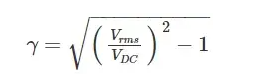 γ = √((V_rms / V_DC)² − 1)